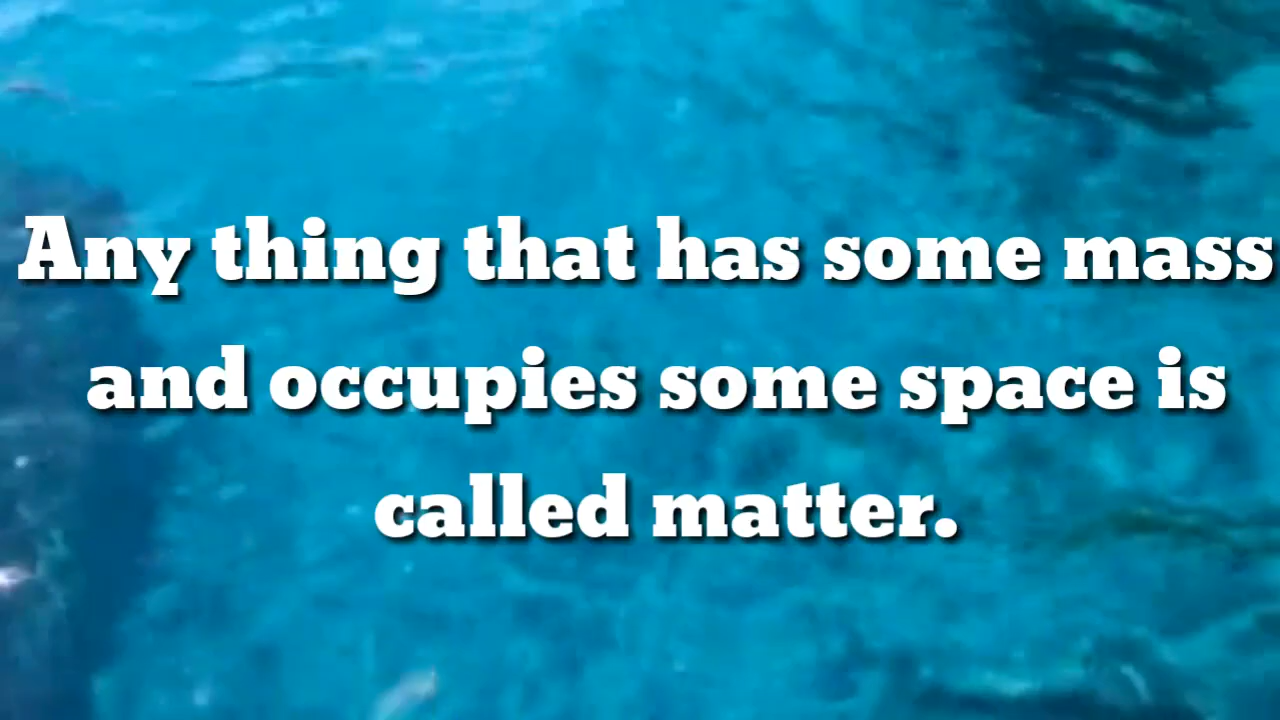 Any thing that has some mass
and occupies some space is
called matter.